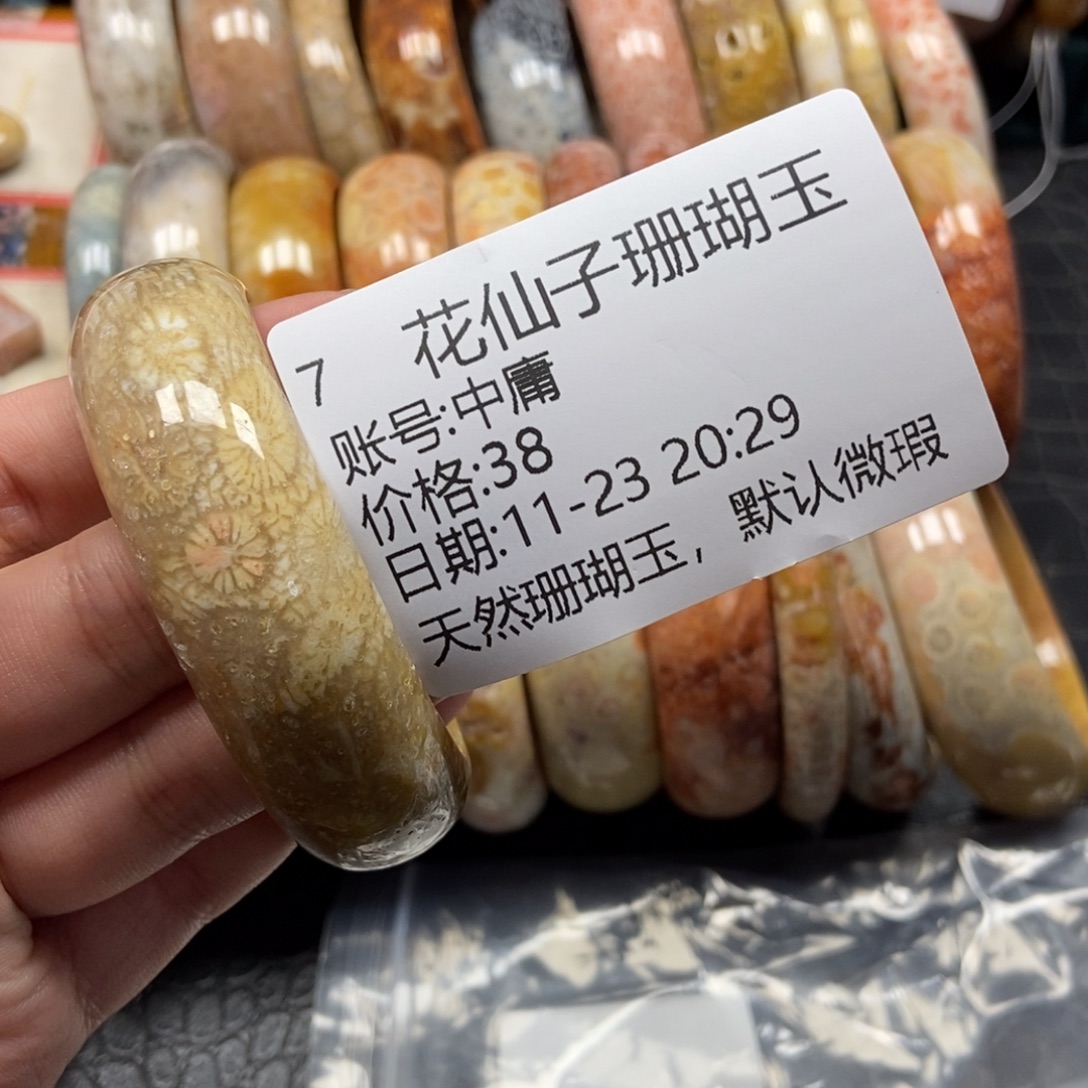 花仙子珊瑚玉
7
账号:中庸
价格:38
日期:11-23 20:29
天然珊瑚玉，默认微瑕